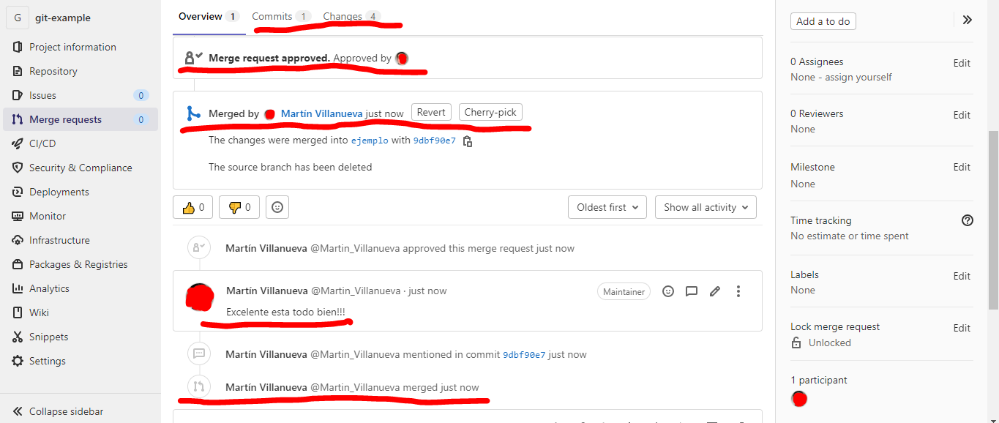 G git-example
Project information
Repository
Issues 0
Merge requests 0
CI/CD
Security & Compliance
Deployments
Monitor
Infrastructure
Packages & Registries
Analytics
Wiki
Snippets
Settings
Collapse sidebar
Overview 1 Commits 1 Changes 4
Merge request approved. Approved by
Merged by Martín Villanueva just now Revert Cherry-pick
The changes were merged into ejemplo with 9dbf90e7
The source branch has been deleted
0 0 Oldest first Show all activity
Martín Villanueva @Martin_Villanueva approved this merge request just now
Martín Villanueva @Martin_Villanueva · just now Maintainer
Excelente esta todo bien!!!
Martín Villanueva @Martin_Villanueva mentioned in commit 9dbf90e7 just now
Martín Villanueva @Martin_Villanueva merged just now
Add a to do
0 Assignees Edit
None - assign yourself
0 Reviewers Edit
None
Milestone Edit
None
Time tracking
No estimate or time spent
Labels Edit
None
Lock merge request Edit
Unlocked
1 participant